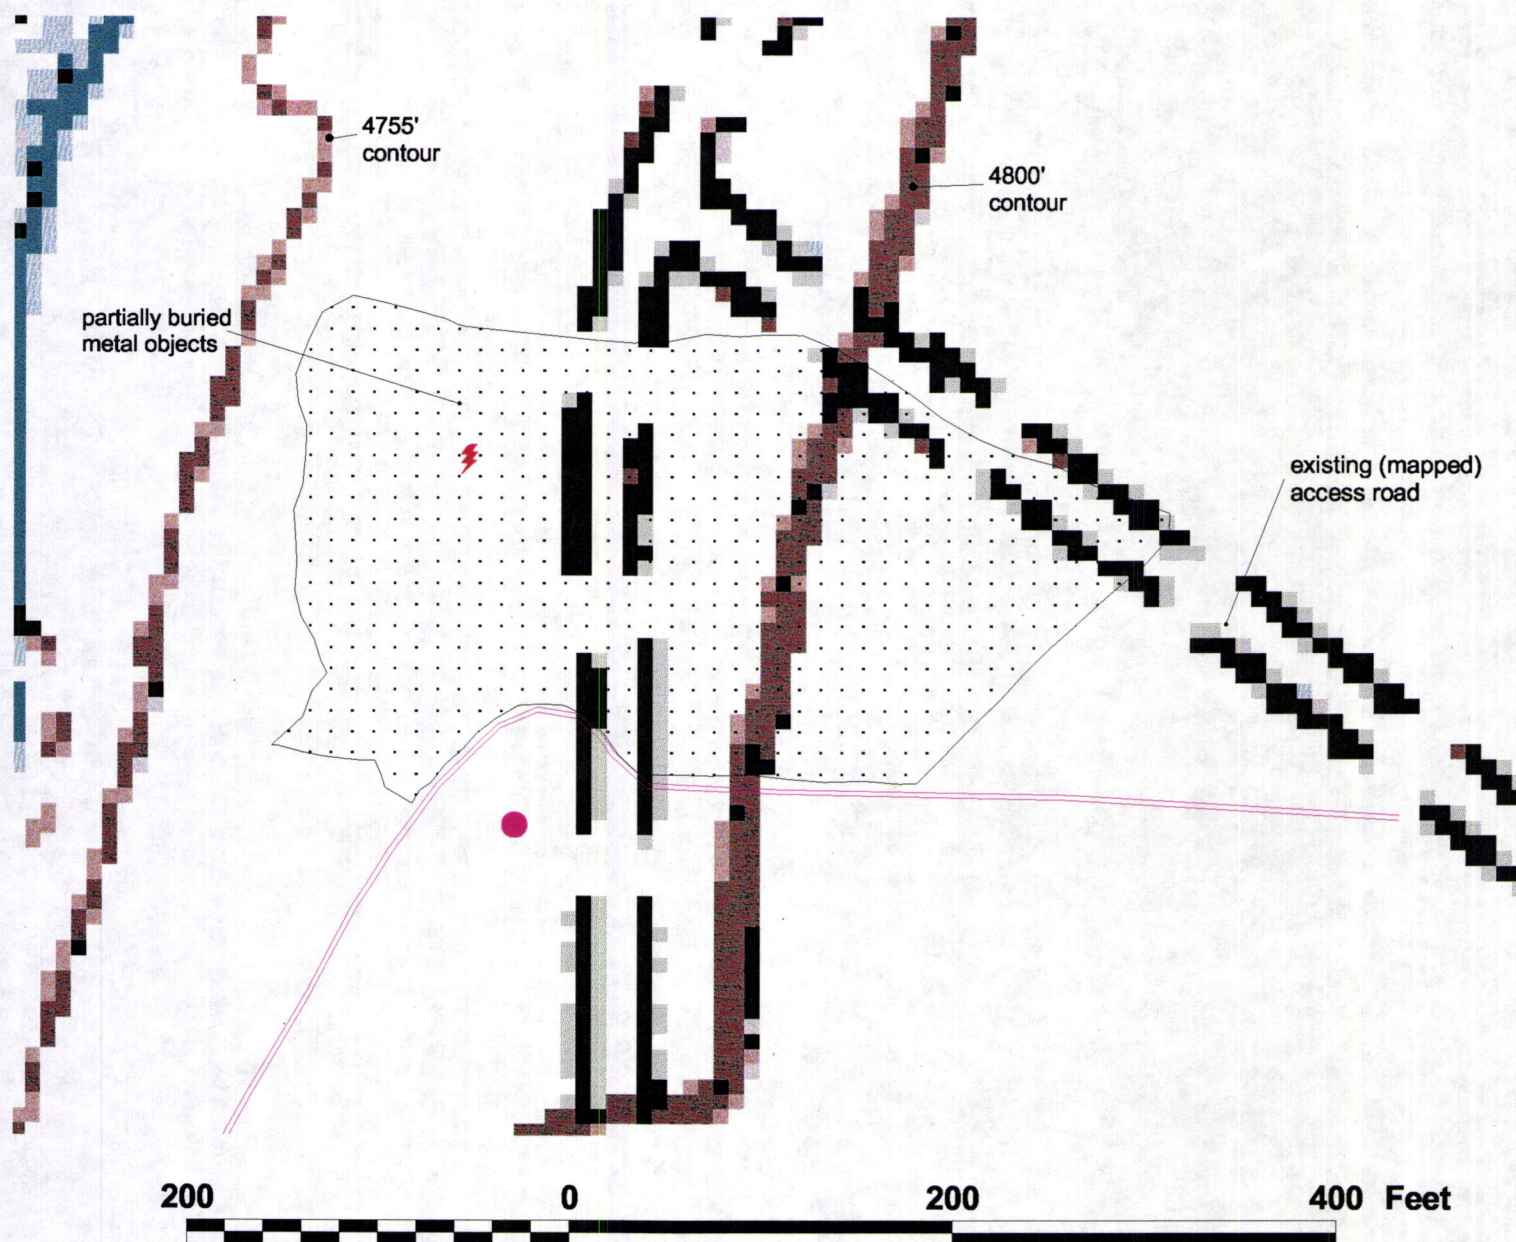 4755'
contour
4800'
contour
partially buried
metal objects
existing (mapped)
access road
200 0 200 400 Feet